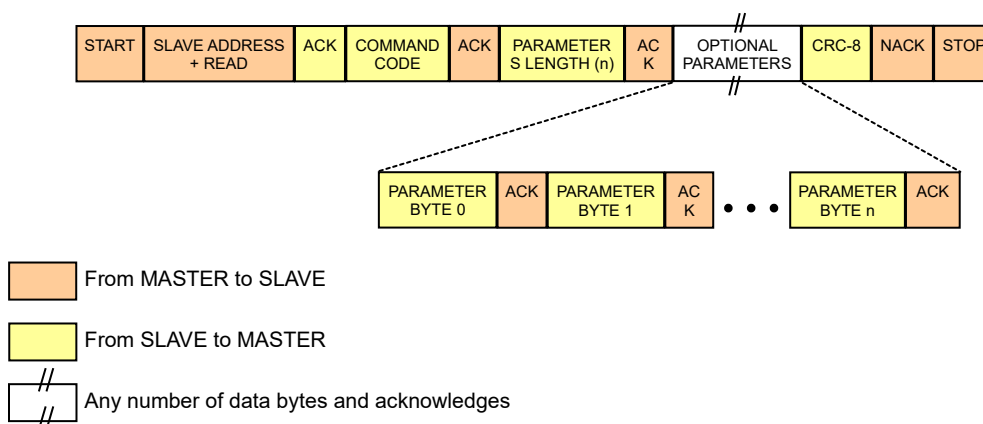 START
SLAVE ADDRESS
+ READ
ACK
COMMAND
CODE
ACK
PARAMETER
S LENGTH (n)
AC
K
OPTIONAL
PARAMETERS
CRC-8
NACK
STOP
PARAMETER
BYTE 0
ACK
PARAMETER
BYTE 1
AC
K
PARAMETER
BYTE n
ACK
From MASTER to SLAVE
From SLAVE to MASTER
Any number of data bytes and acknowledges